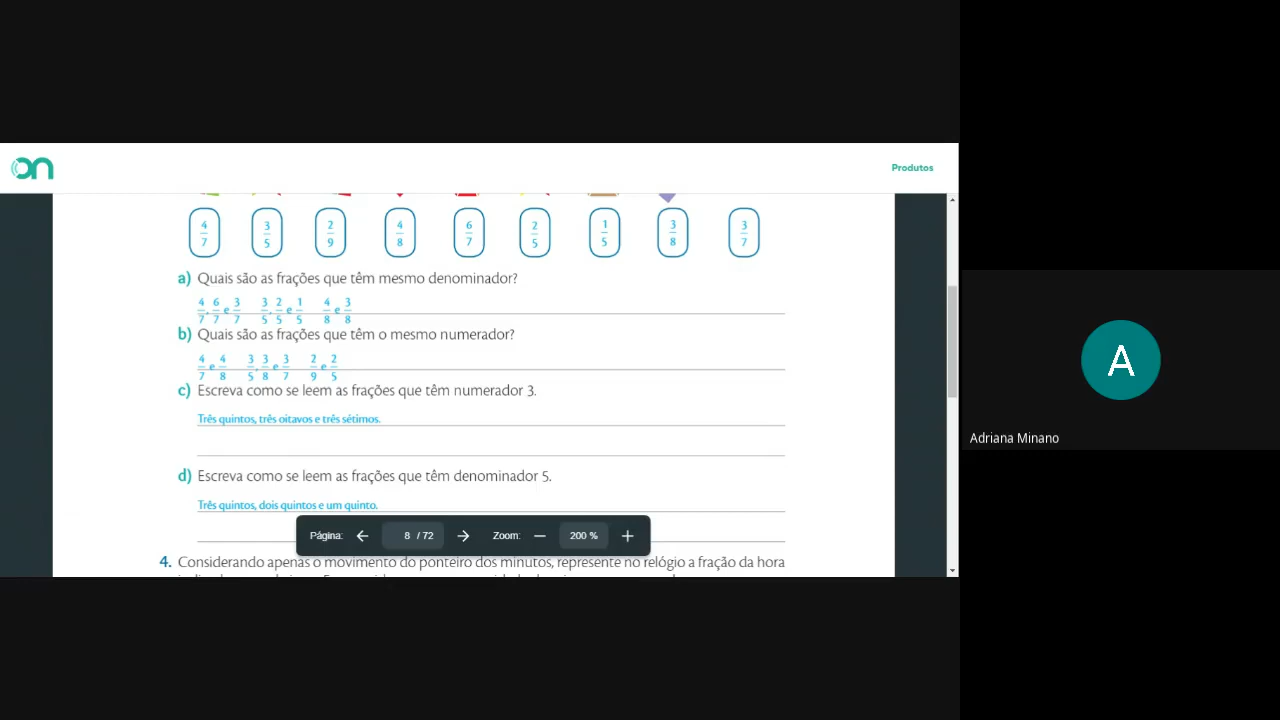 on
Produtos
4/7 3/5 2/9 4/8 6/7 2/5 1/5 3/8 3/7
a) Quais são as frações que têm mesmo denominador?
4/7, 6/7 e 3/7 3/5, 2/5 e 1/5 4/8 e 3/8
b) Quais são as frações que têm o mesmo numerador?
4/7 e 4/8 3/5, 3/8 e 3/7 2/9 e 2/5
c) Escreva como se leem as frações que têm numerador 3.
Três quintos, três oitavos e três sétimos.
d) Escreva como se leem as frações que têm denominador 5.
Três quintos, dois quintos e um quinto.
Página: 8 / 72 Zoom: 200 %
4. Considerando apenas o movimento do ponteiro dos minutos, represente no relógio a fração da hora
A
Adriana Minano